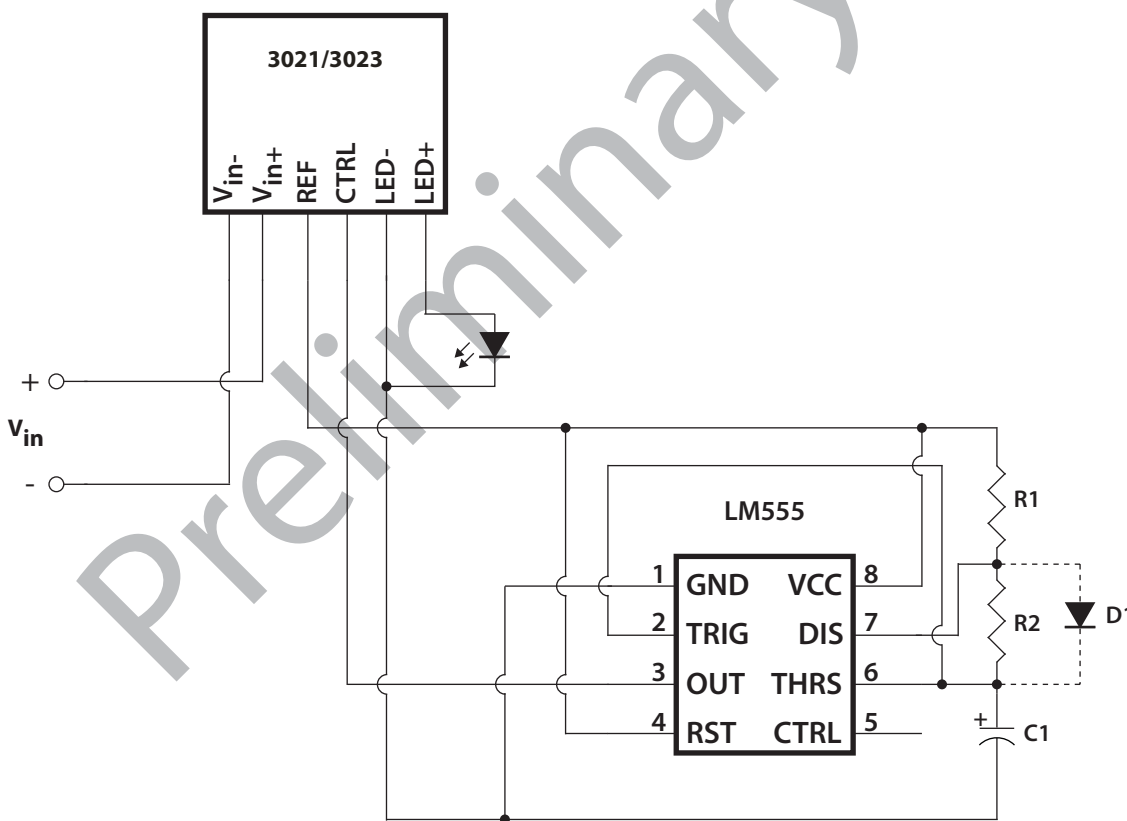 Preliminary
3021/3023
Vin-
Vin+
REF
CTRL
LED-
LED+
+
Vin
-
LM555
R1
R2
D1
1 GND VCC 8
2 TRIG DIS 7
3 OUT THRS 6
4 RST CTRL 5
+
C1